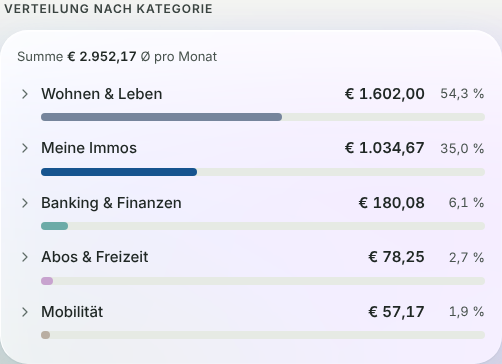 VERTEILUNG NACH KATEGORIE
Summe € 2.952,17 Ø pro Monat
Wohnen & Leben € 1.602,00 54,3 %
Meine Immos € 1.034,67 35,0 %
Banking & Finanzen € 180,08 6,1 %
Abos & Freizeit € 78,25 2,7 %
Mobilität € 57,17 1,9 %